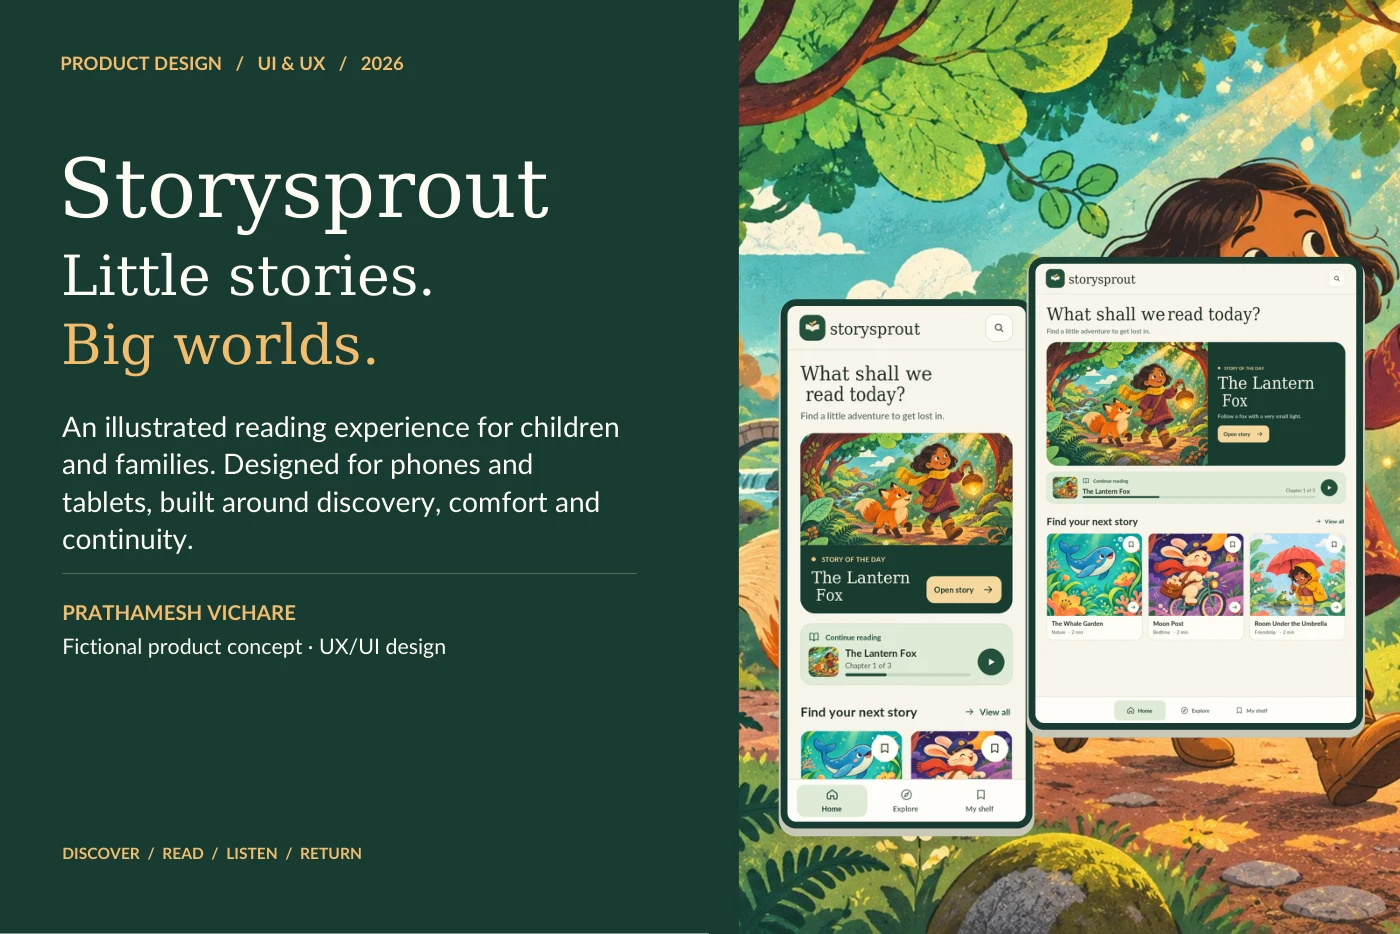 PRODUCT DESIGN / UI & UX / 2026
Storysprout
Little stories.
Big worlds.
An illustrated reading experience for children
and families. Designed for phones and
tablets, built around discovery, comfort and
continuity.
PRATHAMESH VICHARE
Fictional product concept · UX/UI design
DISCOVER / READ / LISTEN / RETURN
storysprout
What shall we
read today?
Find a little adventure to get lost in.
STORY OF THE DAY
The Lantern
Fox
Open story →
Continue reading
The Lantern Fox
Chapter 1 of 3
Find your next story
→ View all
Home
Explore
My shelf
storysprout
What shall we read today?
Find a little adventure to get lost in.
STORY OF THE DAY
The Lantern
Fox
Follow a fox with a very small light.
Open story →
Continue reading
The Lantern Fox
Chapter 1 of 3
Find your next story
→ View all
The Whale Garden
Nature · 2 min
Moon Post
Bedtime · 2 min
Room Under the Umbrella
Friendship · 2 min
Home
Explore
My shelf